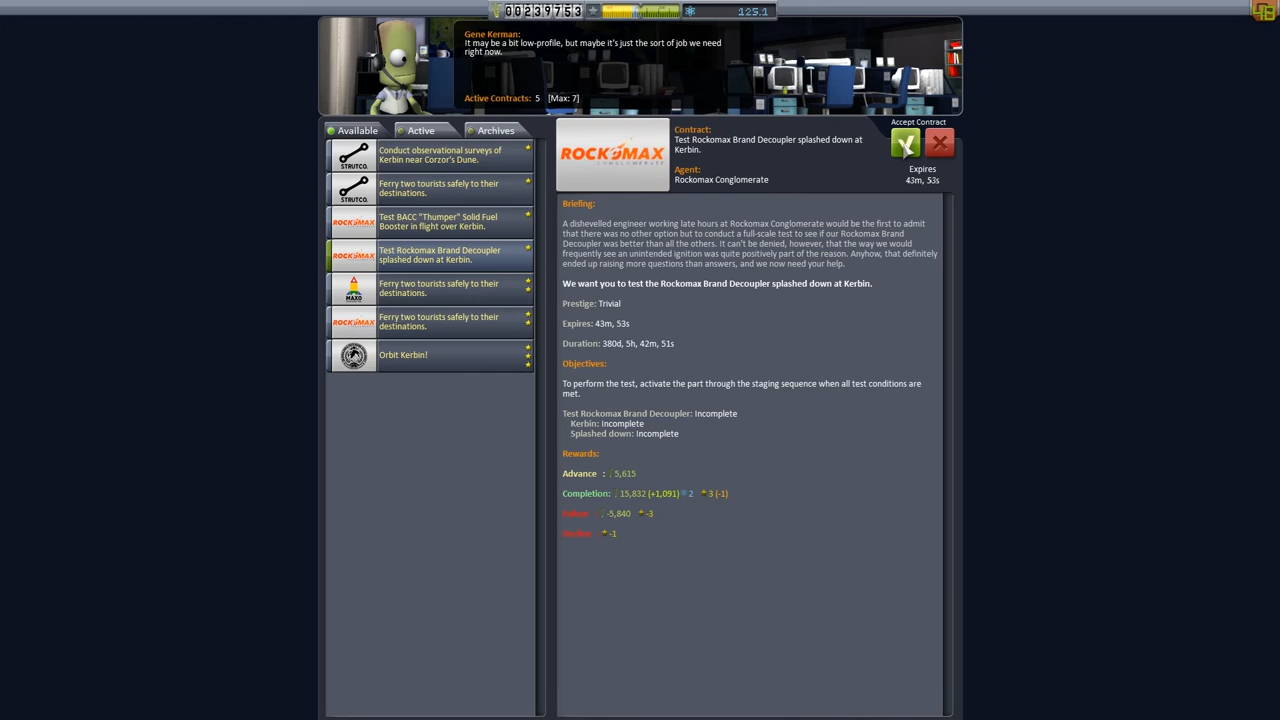 00239753
125.1
Gene Kerman:
It may be a bit low-profile, but maybe it's just the sort of job we need
right now.
Active Contracts: 5 [Max: 7]
Available
Active
Archives
STRUTCO.
Conduct observational surveys of
Kerbin near Corzor's Dune.
STRUTCO.
Ferry two tourists safely to their
destinations.
ROCKOMAX
Test BACC "Thumper" Solid Fuel
Booster in flight over Kerbin.
ROCKOMAX
Test Rockomax Brand Decoupler
splashed down at Kerbin.
MAXO
Ferry two tourists safely to their
destinations.
ROCKOMAX
Ferry two tourists safely to their
destinations.
Orbit Kerbin!
ROCKOMAX
CONGLOMERATE
Contract:
Test Rockomax Brand Decoupler splashed down at
Kerbin.
Agent:
Rockomax Conglomerate
Accept Contract
Expires
43m, 53s
Briefing:
A dishevelled engineer working late hours at Rockomax Conglomerate would be the first to admit
that there was no other option but to conduct a full-scale test to see if our Rockomax Brand
Decoupler was better than all the others. It can't be denied, however, that the way we would
frequently see an unintended ignition was quite positively part of the reason. Anyhow, that definitely
ended up raising more questions than answers, and we now need your help.
We want you to test the Rockomax Brand Decoupler splashed down at Kerbin.
Prestige: Trivial
Expires: 43m, 53s
Duration: 380d, 5h, 42m, 51s
Objectives:
To perform the test, activate the part through the staging sequence when all test conditions are
met.
Test Rockomax Brand Decoupler: Incomplete
Kerbin: Incomplete
Splashed down: Incomplete
Rewards:
Advance : 5,615
Completion: 15,832 (+1,091) 2 3 (-1)
Failure: -5,840 -3
Decline: -1